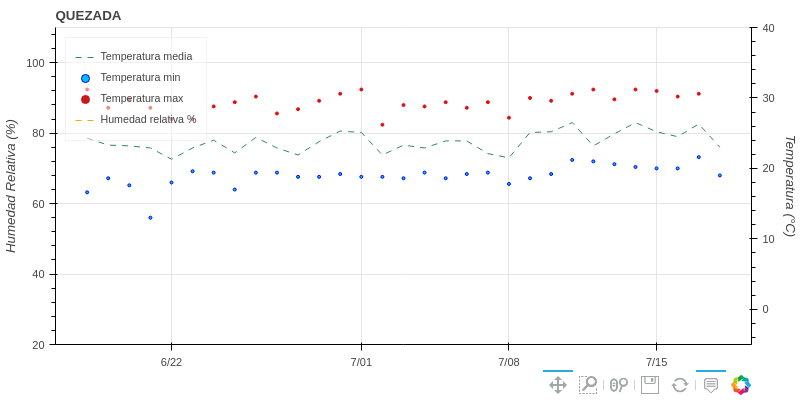 QUEZADA
Temperatura media
Temperatura min
Temperatura max
Humedad relativa %
Humedad Relativa (%)
100
80
60
40
20
40
30
20
10
0
Temperatura (°C)
6/22
7/01
7/08
7/15